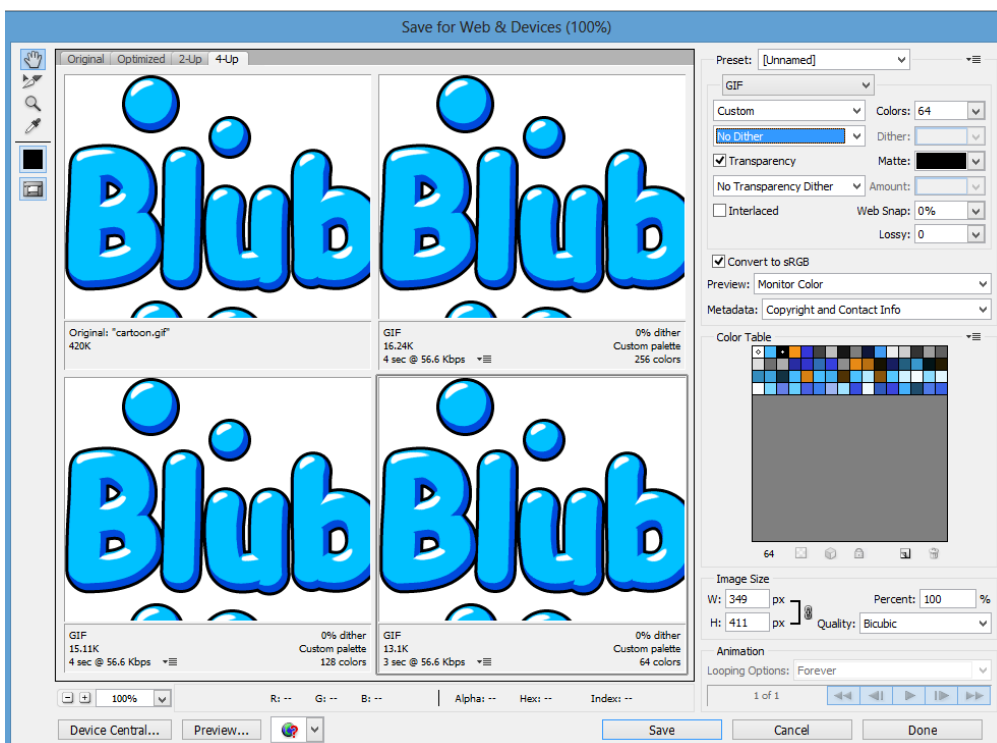 Save for Web & Devices (100%)
Original Optimized 2-Up 4-Up
Blub
Original: "cartoon.gif"
420K
Blub
GIF 0% dither
16.24K Custom palette
4 sec @ 56.6 Kbps 256 colors
Blub
GIF 0% dither
15.11K Custom palette
4 sec @ 56.6 Kbps 128 colors
Blub
GIF 0% dither
13.1K Custom palette
3 sec @ 56.6 Kbps 64 colors
100% R: -- G: -- B: -- Alpha: -- Hex: -- Index: --
Device Central... Preview... Save Cancel Done
Preset: [Unnamed]
GIF
Custom Colors: 64
No Dither Dither:
Transparency Matte:
No Transparency Dither Amount:
Interlaced Web Snap: 0%
Lossy: 0
Convert to sRGB
Preview: Monitor Color
Metadata: Copyright and Contact Info
Color Table
64
Image Size
W: 349 px Percent: 100 %
H: 411 px Quality: Bicubic
Animation
Looping Options: Forever
1 of 1